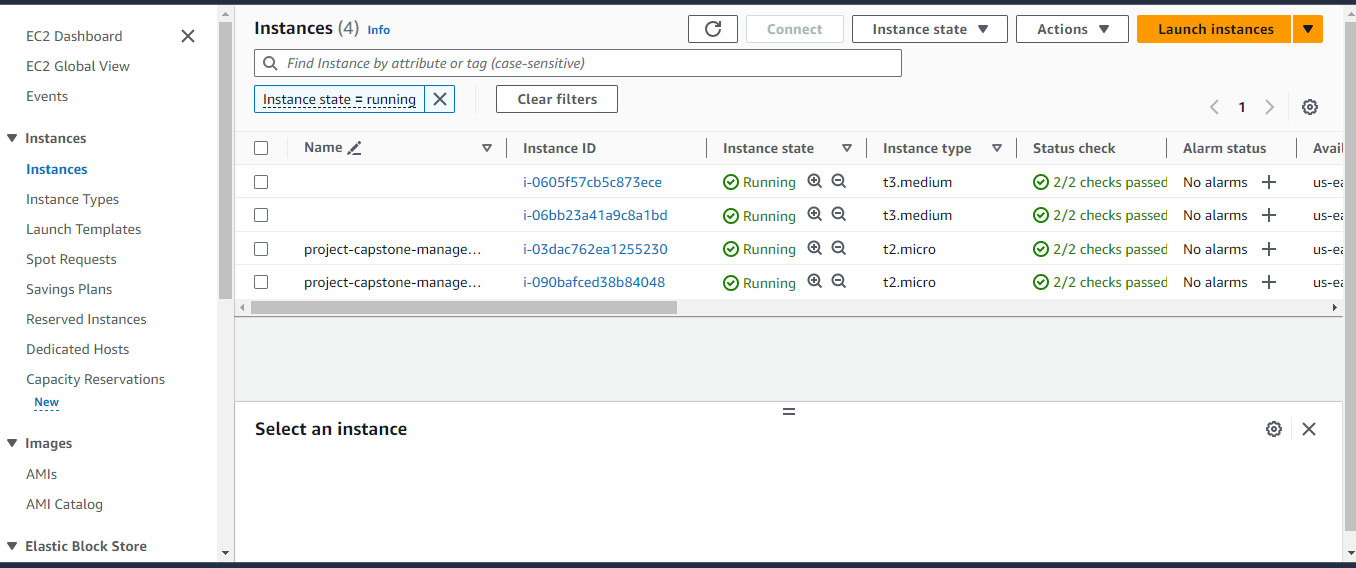 EC2 Dashboard
EC2 Global View
Events
Instances
Instances
Instance Types
Launch Templates
Spot Requests
Savings Plans
Reserved Instances
Dedicated Hosts
Capacity Reservations
New
Images
AMIs
AMI Catalog
Elastic Block Store
Instances (4) Info
Connect Instance state Actions Launch instances
Find Instance by attribute or tag (case-sensitive)
Instance state = running Clear filters
1
Name Instance ID Instance state Instance type Status check Alarm status Avai
i-0605f57cb5c873ece Running t3.medium 2/2 checks passed No alarms us-ea
i-06bb23a41a9c8a1bd Running t3.medium 2/2 checks passed No alarms us-ea
project-capstone-manage... i-03dac762ea1255230 Running t2.micro 2/2 checks passed No alarms us-ea
project-capstone-manage... i-090bafced38b84048 Running t2.micro 2/2 checks passed No alarms us-ea
Select an instance